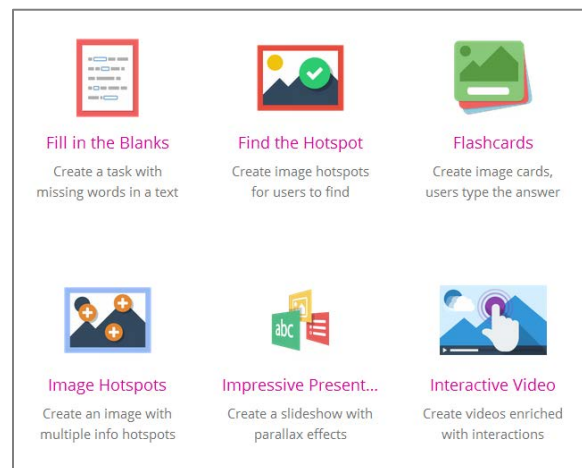 Fill in the Blanks
Create a task with
missing words in a text
Find the Hotspot
Create image hotspots
for users to find
Flashcards
Create image cards,
users type the answer
Image Hotspots
Create an image with
multiple info hotspots
abc
Impressive Present...
Create a slideshow with
parallax effects
Interactive Video
Create videos enriched
with interactions